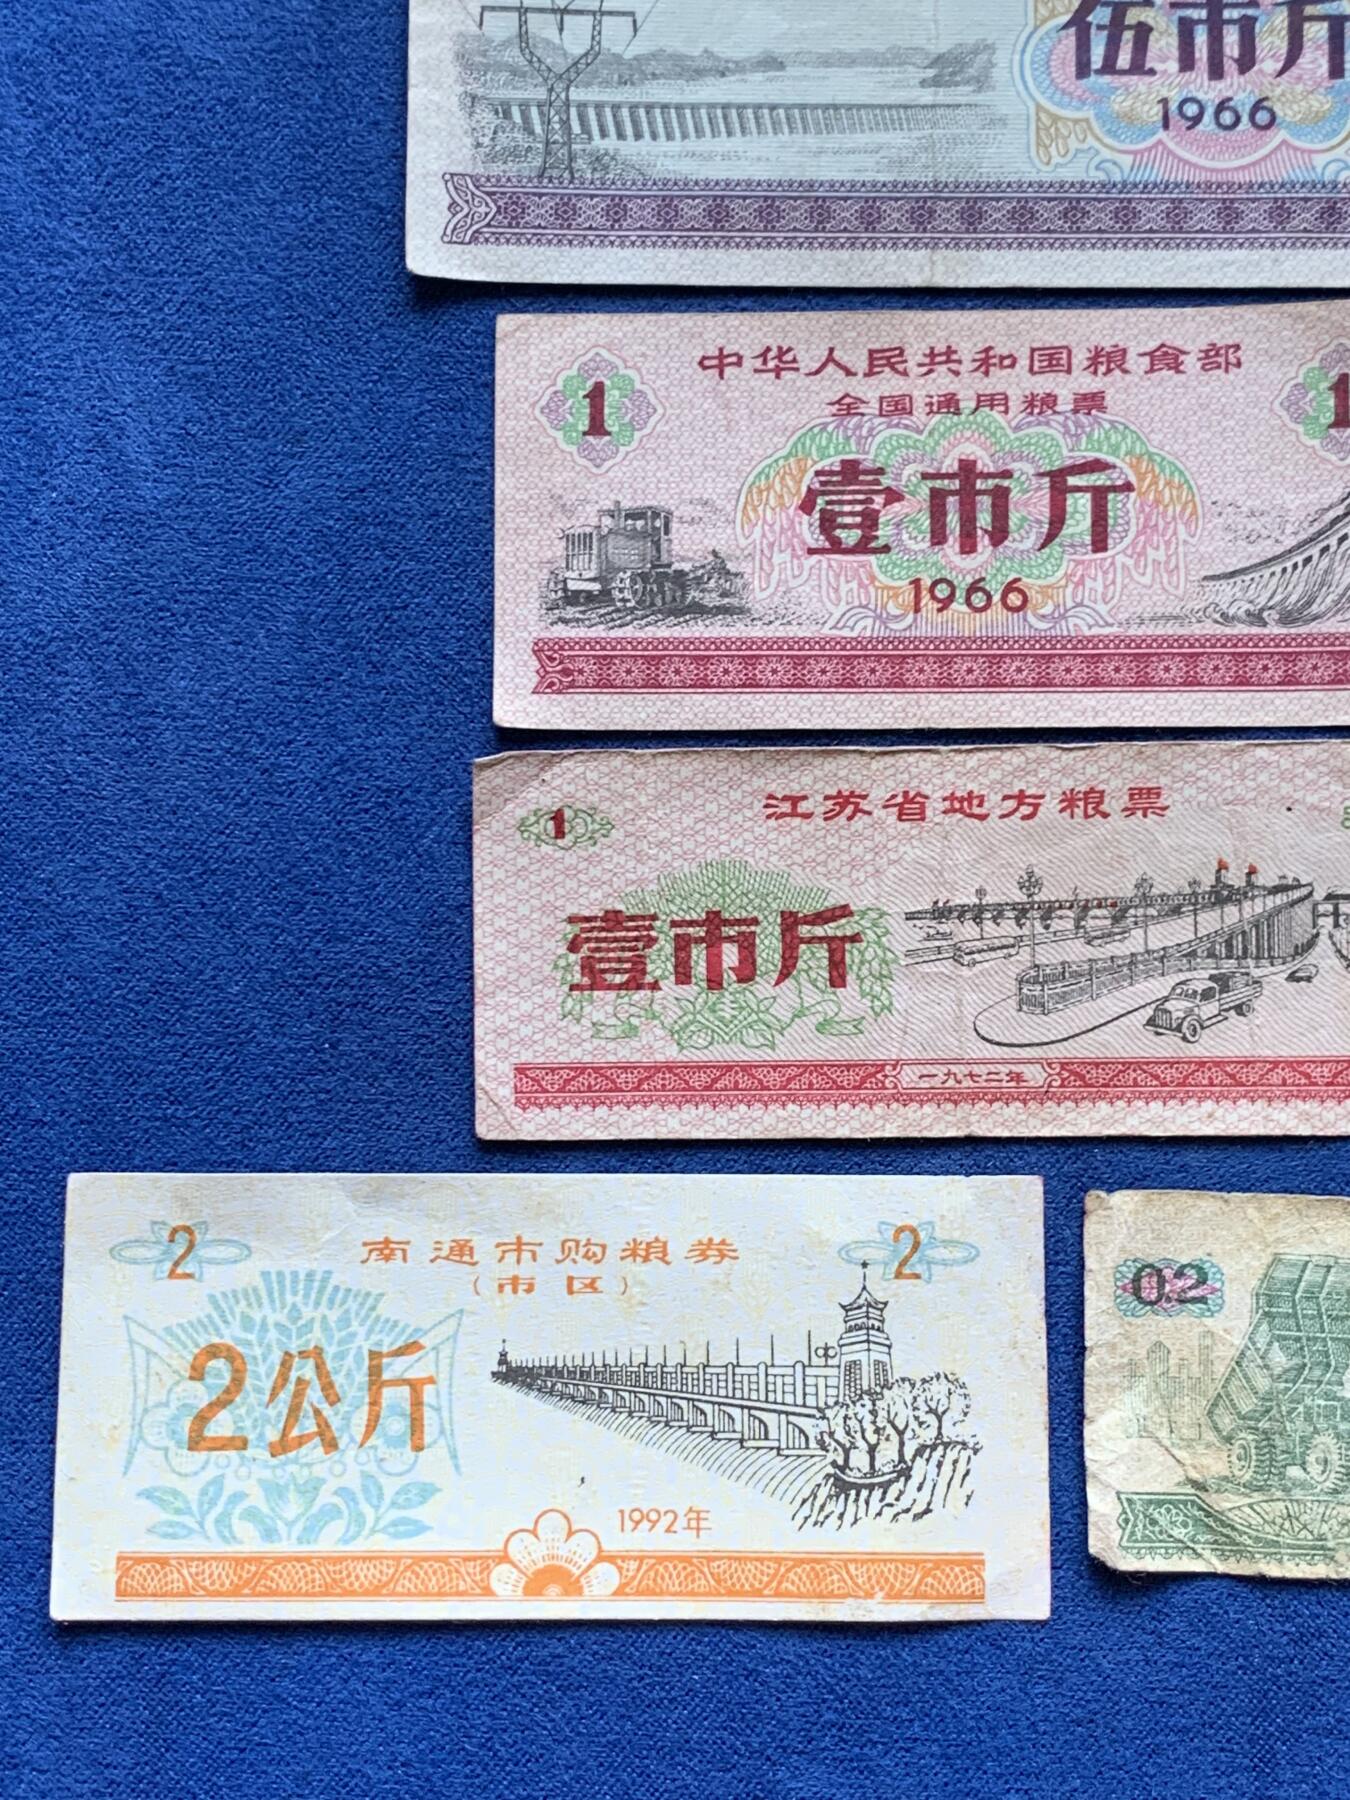 伍市斤
1966
中华人民共和国粮食部
全国通用粮票
1
1
壹市斤
1966
江苏省地方粮票
1
壹市斤
一九七二年
南通市购粮券
(市区)
2
2
2公斤
1992年
0.2